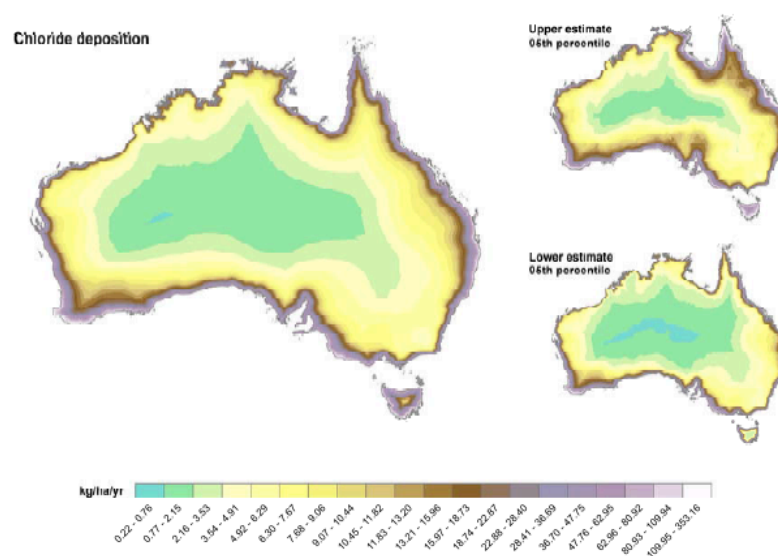 Chloride deposition
Upper estimate
05th percentile
Lower estimate
05th percentile
kg/ha/yr
0.22 - 0.76
0.77 - 2.15
2.16 - 3.53
3.54 - 4.91
4.92 - 6.29
6.30 - 7.67
7.68 - 9.06
9.07 - 10.44
10.45 - 11.82
11.83 - 13.20
13.21 - 15.96
15.97 - 18.73
18.74 - 22.87
22.88 - 28.40
28.41 - 36.69
36.70 - 47.75
47.76 - 62.95
62.96 - 80.92
80.93 - 109.94
109.95 - 353.16